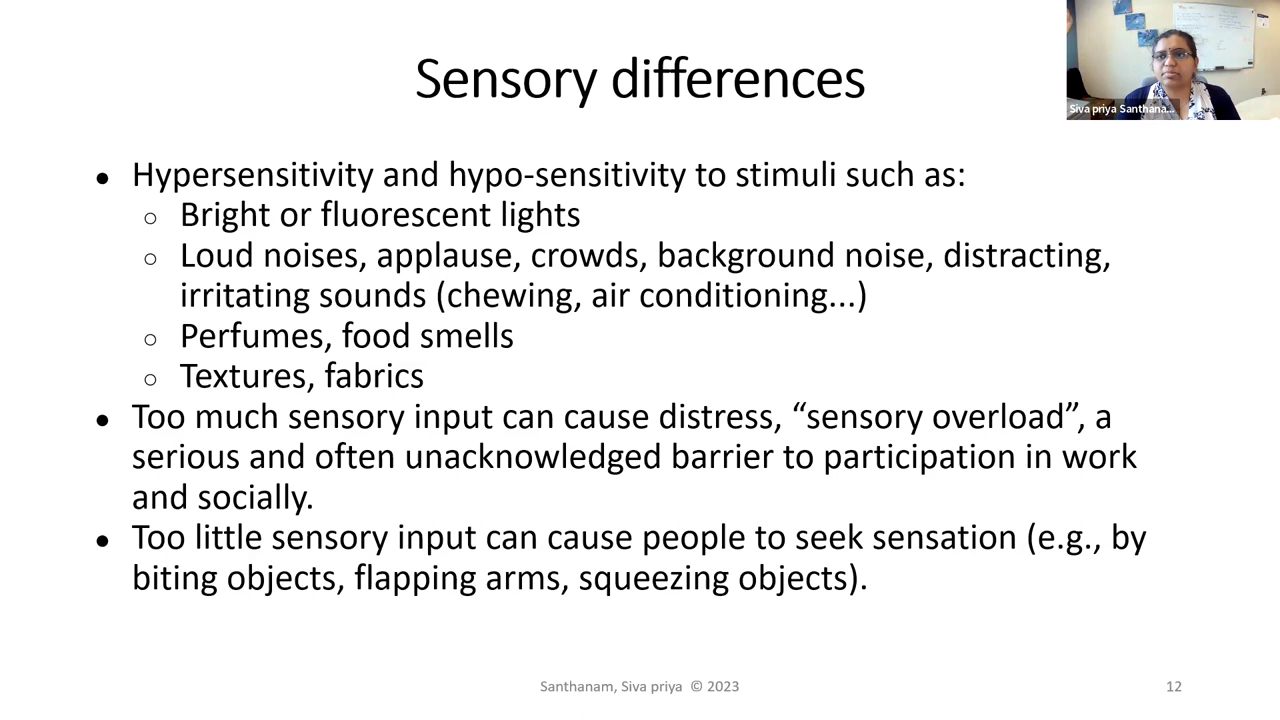 Sensory differences
Siva priya Santhana...
● Hypersensitivity and hypo-sensitivity to stimuli such as:
○ Bright or fluorescent lights
○ Loud noises, applause, crowds, background noise, distracting,
irritating sounds (chewing, air conditioning...)
○ Perfumes, food smells
○ Textures, fabrics
● Too much sensory input can cause distress, “sensory overload”, a
serious and often unacknowledged barrier to participation in work
and socially.
● Too little sensory input can cause people to seek sensation (e.g., by
biting objects, flapping arms, squeezing objects).
Santhanam, Siva priya © 2023
12